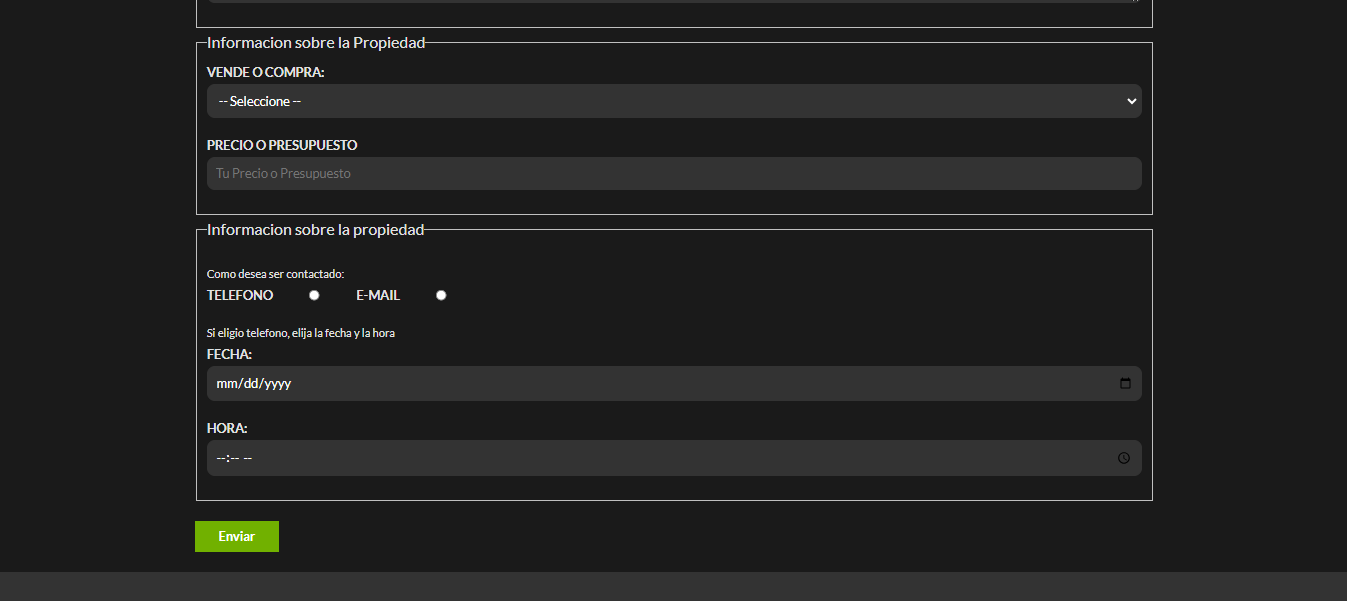 Informacion sobre la Propiedad
VENDE O COMPRA:
-- Seleccione --
PRECIO O PRESUPUESTO
Tu Precio o Presupuesto
Informacion sobre la propiedad
Como desea ser contactado:
TELEFONO E-MAIL
Si eligio telefono, elija la fecha y la hora
FECHA:
mm/dd/yyyy
HORA:
--:-- --
Enviar